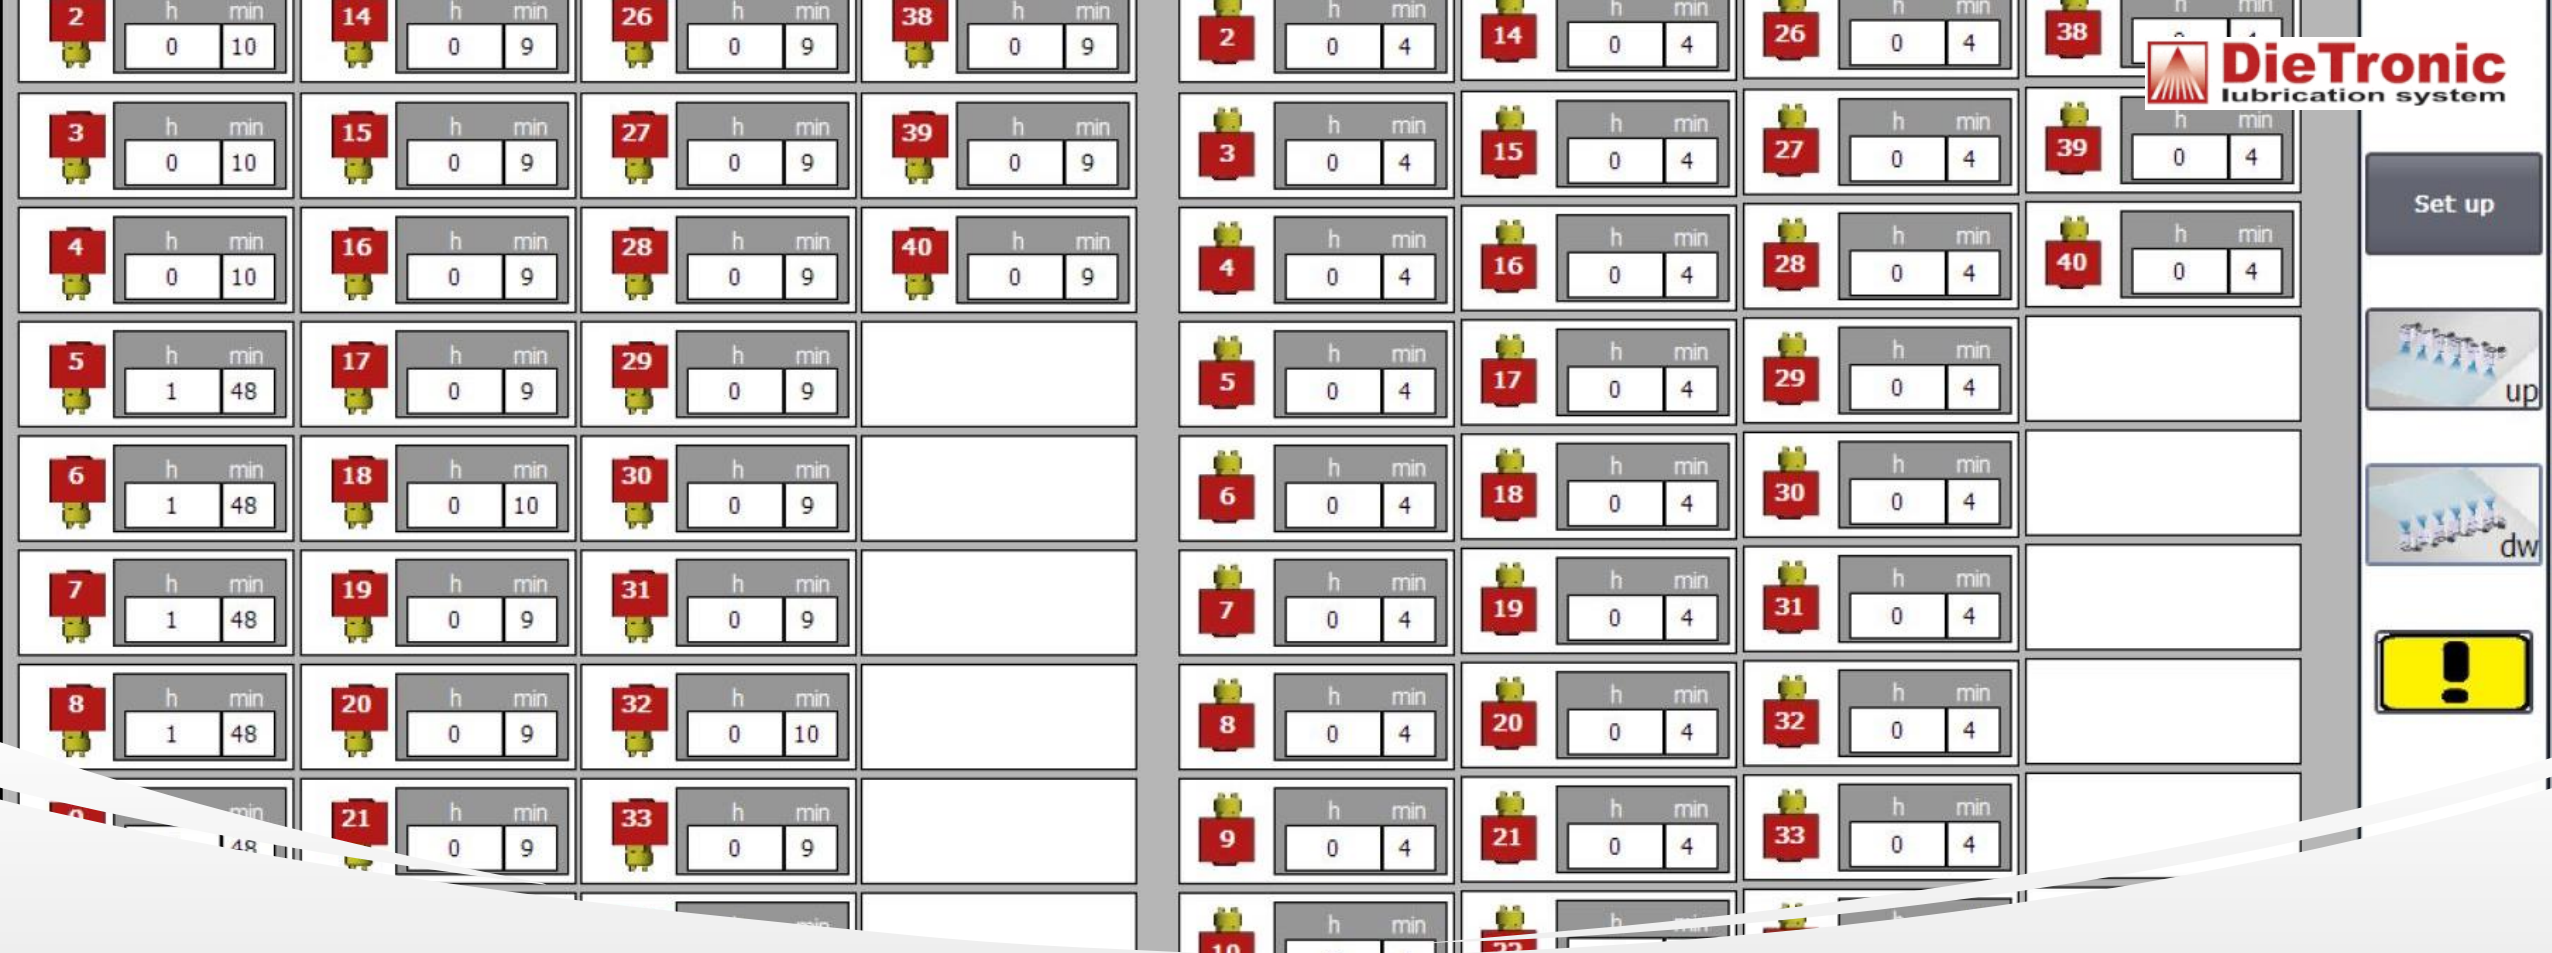 2 h min 14 h min 26 h min 38 h min 2 h min 14 h min 26 h min 38 h min
0 10 0 9 0 9 0 9 0 4 0 4 0 4
DieTronic
lubrication system
3 h min 15 h min 27 h min 39 h min 3 h min 15 h min 27 h min 39 h min
0 10 0 9 0 9 0 9 0 4 0 4 0 4 0 4
Set up
4 h min 16 h min 28 h min 40 h min 4 h min 16 h min 28 h min 40 h min
0 10 0 9 0 9 0 9 0 4 0 4 0 4 0 4
5 h min 17 h min 29 h min 5 h min 17 h min 29 h min
1 48 0 9 0 9 0 4 0 4 0 4
up
6 h min 18 h min 30 h min 6 h min 18 h min 30 h min
1 48 0 10 0 9 0 4 0 4 0 4
dw
7 h min 19 h min 31 h min 7 h min 19 h min 31 h min
1 48 0 9 0 9 0 4 0 4 0 4
!
8 h min 20 h min 32 h min 8 h min 20 h min 32 h min
1 48 0 9 0 10 0 4 0 4 0 4
min 21 h min 33 h min 9 h min 21 h min 33 h min
48 0 9 0 9 0 4 0 4 0 4
min 10 h min 22 h min h